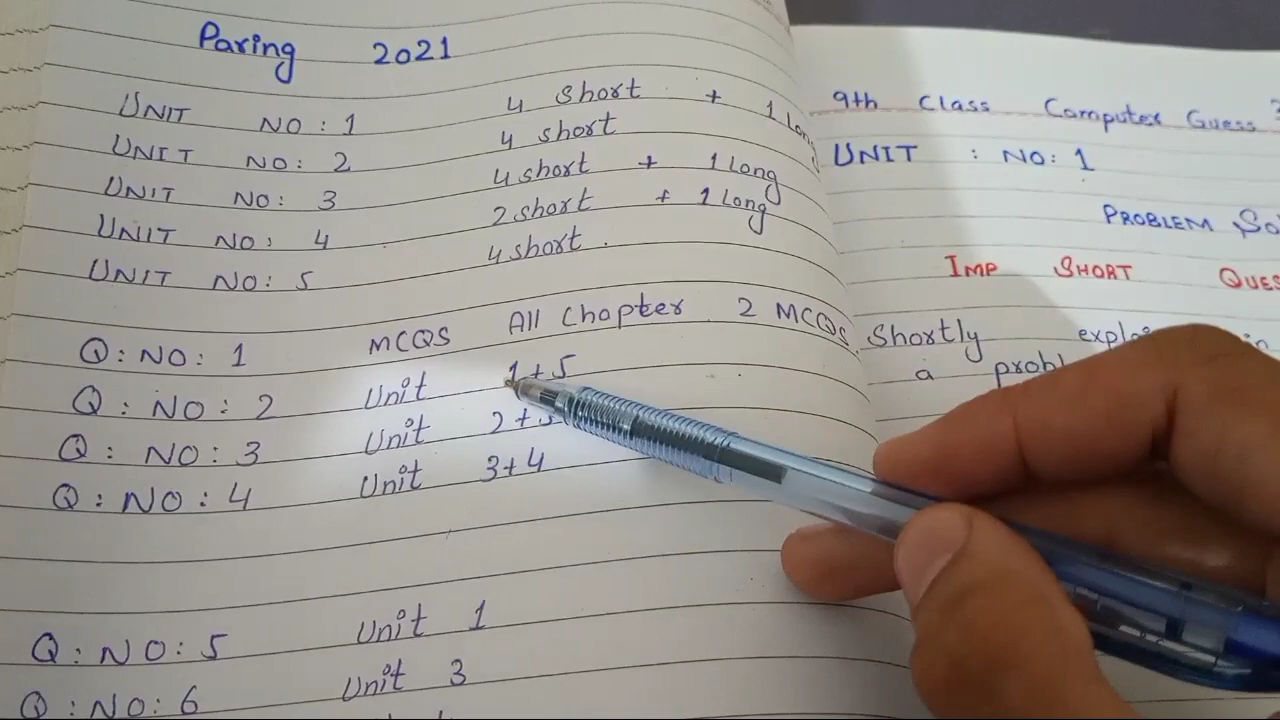 Paring 2021
UNIT NO: 1 4 short + 1 Long
UNIT NO: 2 4 short
UNIT NO: 3 4 short + 1 Long
UNIT NO: 4 2 short + 1 Long
UNIT NO: 5 4 short.
Q: NO: 1 MCQS All Chapter 2 MCQS.
Q: NO: 2 Unit 1+5
Q: NO: 3 Unit 2+
Q: NO: 4 Unit 3+4
Q: NO: 5 Unit 1
Q: NO: 6 Unit 3
9th Class Computer Guess
UNIT : NO: 1
PROBLEM
IMP SHORT
Shortly
a